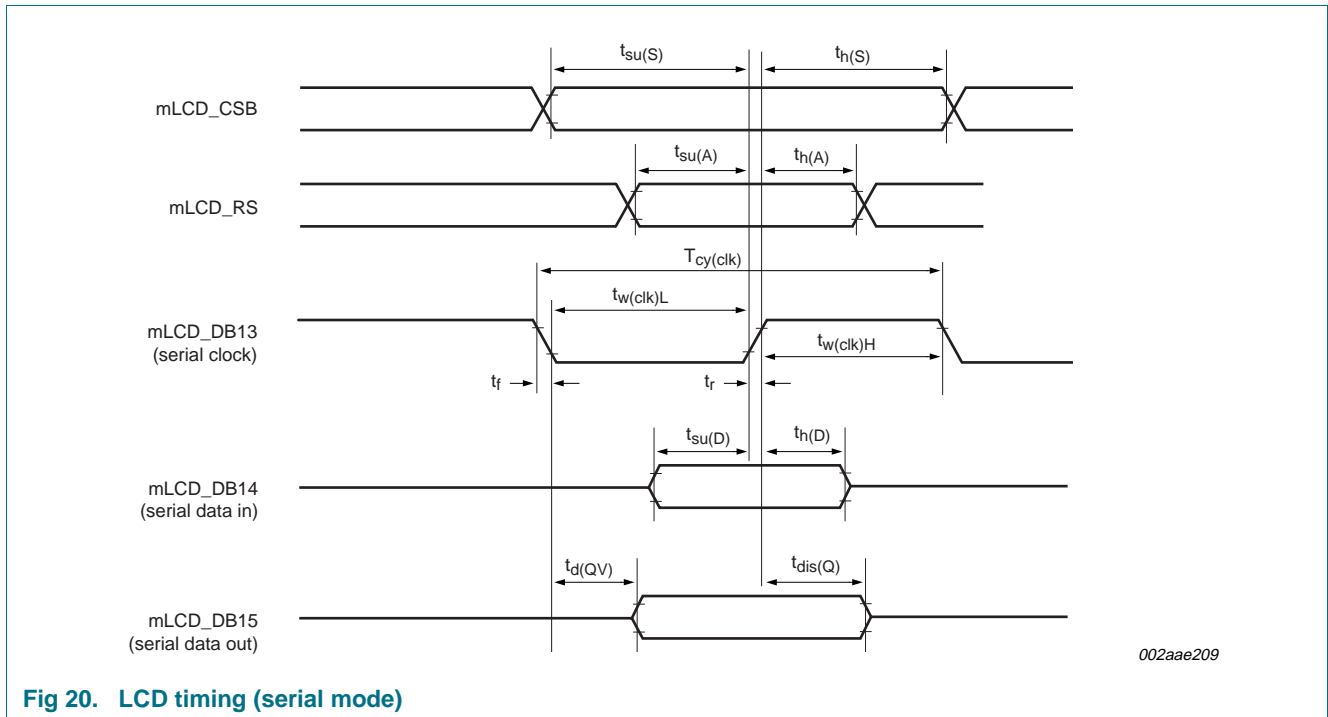 tsu(S)
th(S)
mLCD_CSB
tsu(A)
th(A)
mLCD_RS
Tcy(clk)
tw(clk)L
mLCD_DB13
(serial clock)
tw(clk)H
tf
tr
tsu(D)
th(D)
mLCD_DB14
(serial data in)
td(QV)
tdis(Q)
mLCD_DB15
(serial data out)
002aae209
Fig 20. LCD timing (serial mode)